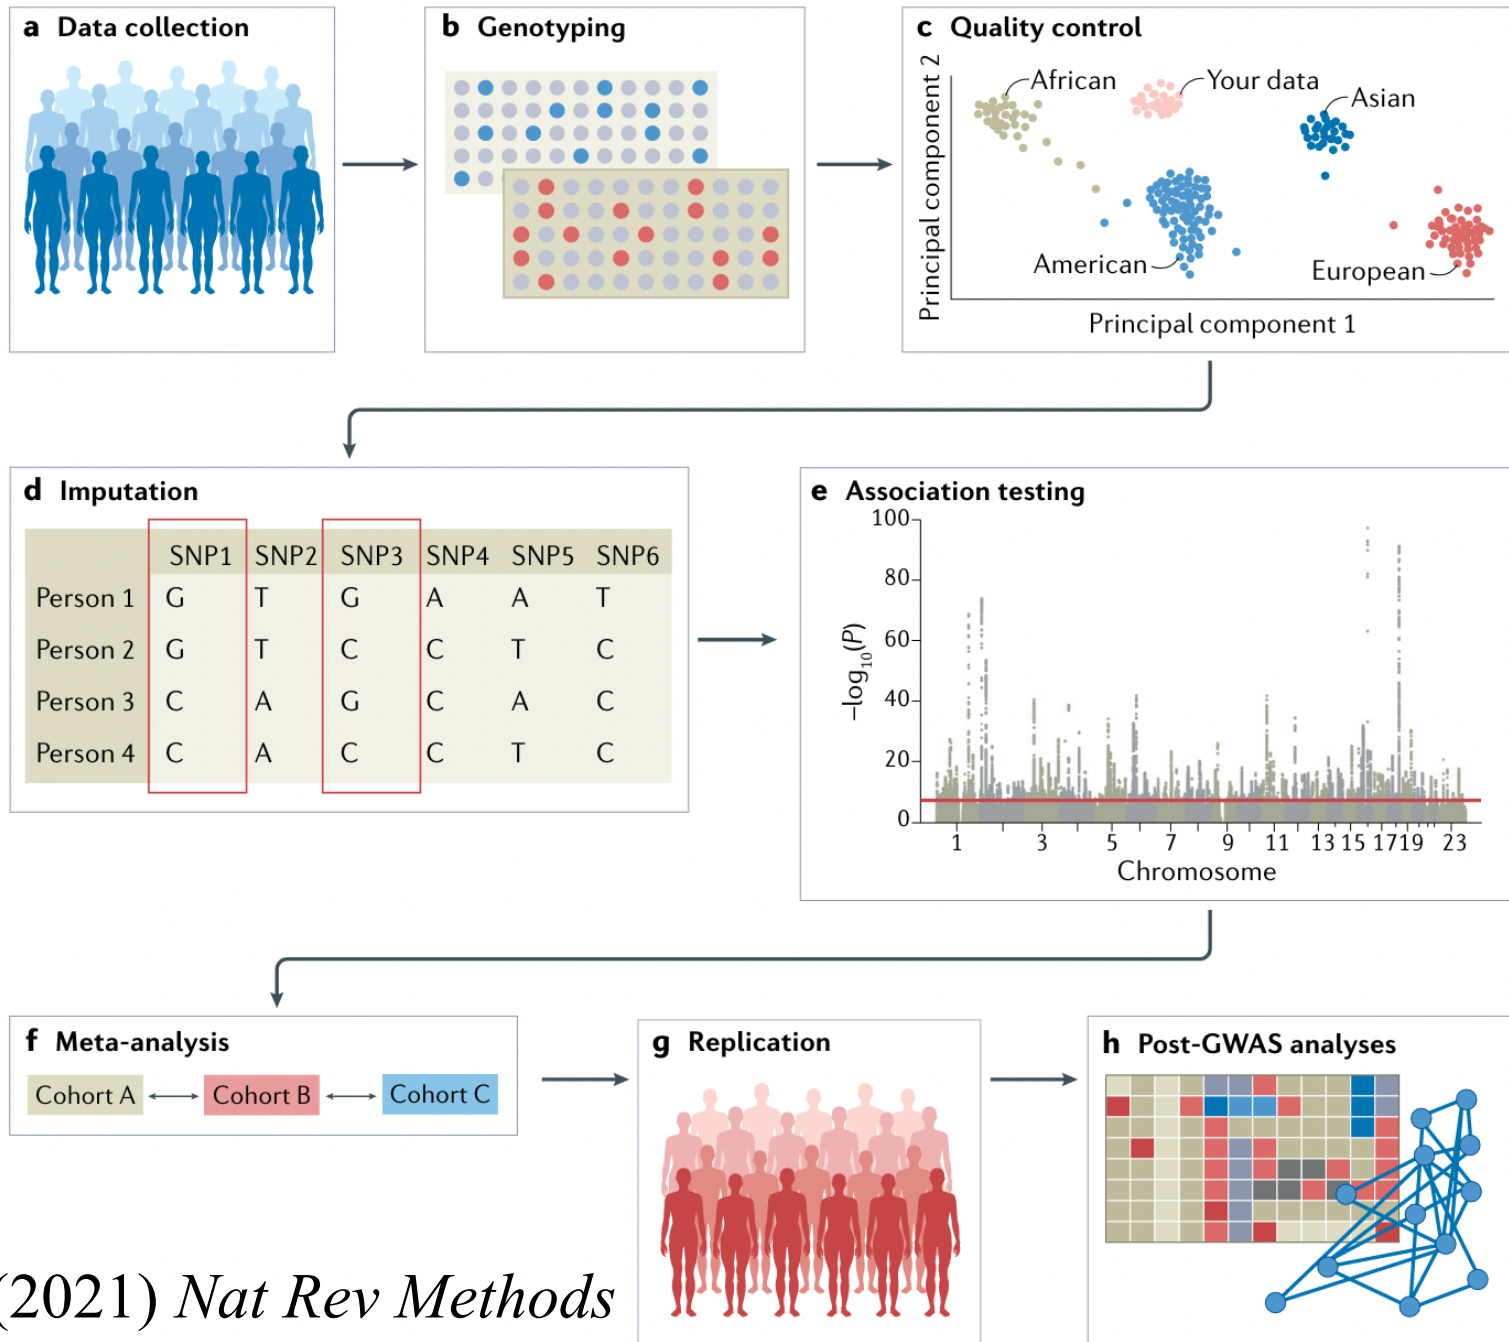 a Data collection
b Genotyping
c Quality control
Principal component 2
African
Your data
Asian
American
European
Principal component 1
d Imputation
SNP1 SNP2 SNP3 SNP4 SNP5 SNP6
Person 1 G T G A A T
Person 2 G T C C T C
Person 3 C A G C A C
Person 4 C A C C T C
e Association testing
–log10(P)
100
80
60
40
20
0
1 3 5 7 9 11 13 15 17 19 23
Chromosome
f Meta-analysis
Cohort A Cohort B Cohort C
g Replication
h Post-GWAS analyses
(2021) Nat Rev Methods